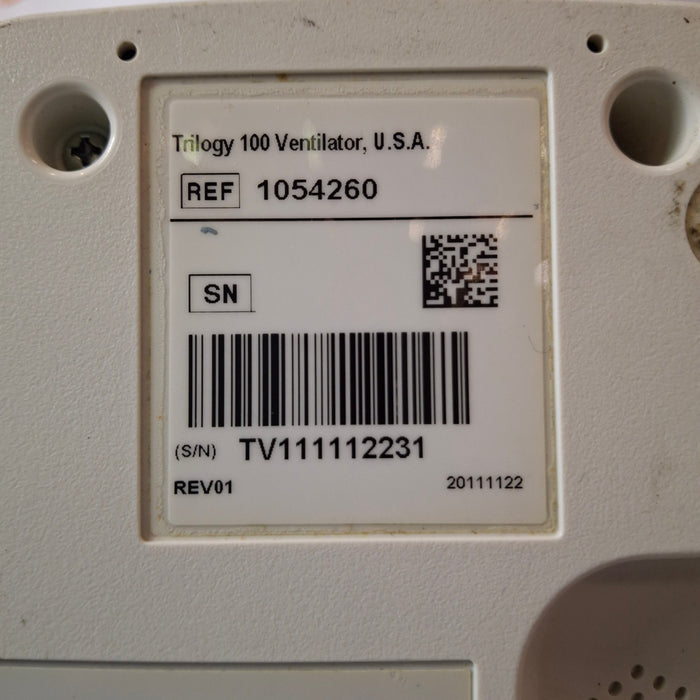 Trilogy 100 Ventilator, U.S.A.
REF 1054260
SN
(S/N) TV111112231
REV01 20111122